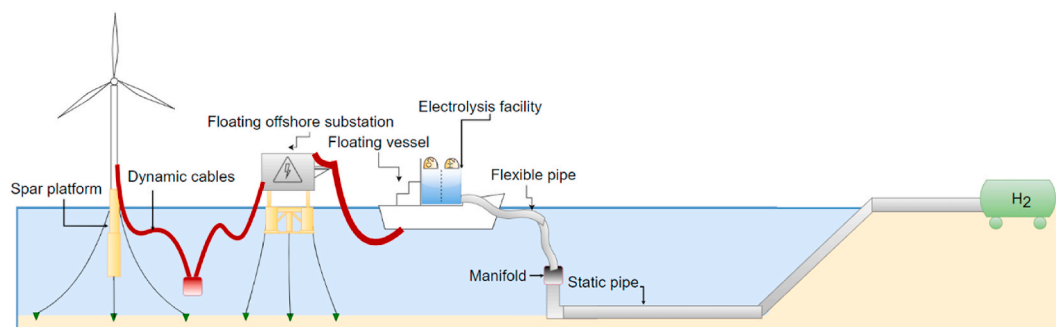 Electrolysis facility
Floating offshore substation
Floating vessel
Flexible pipe
Spar platform
Dynamic cables
H2
Manifold
Static pipe